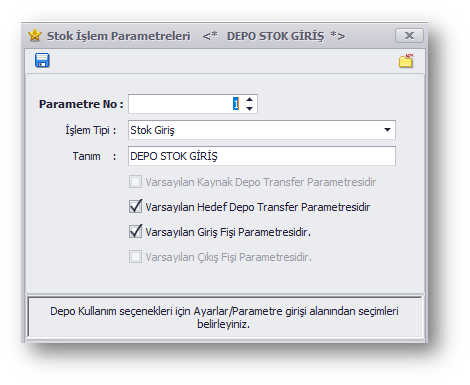 Stok İşlem Parametreleri <* DEPO STOK GİRİŞ *>
Parametre No : 1
İşlem Tipi : Stok Giriş
Tanım : DEPO STOK GİRİŞ
Varsayılan Kaynak Depo Transfer Parametresidir
Varsayılan Hedef Depo Transfer Parametresidir
Varsayılan Giriş Fişi Parametresidir.
Varsayılan Çıkış Fişi Parametresidir.
Depo Kullanım seçenekleri için Ayarlar/Parametre girişi alanından seçimleri
belirleyiniz.